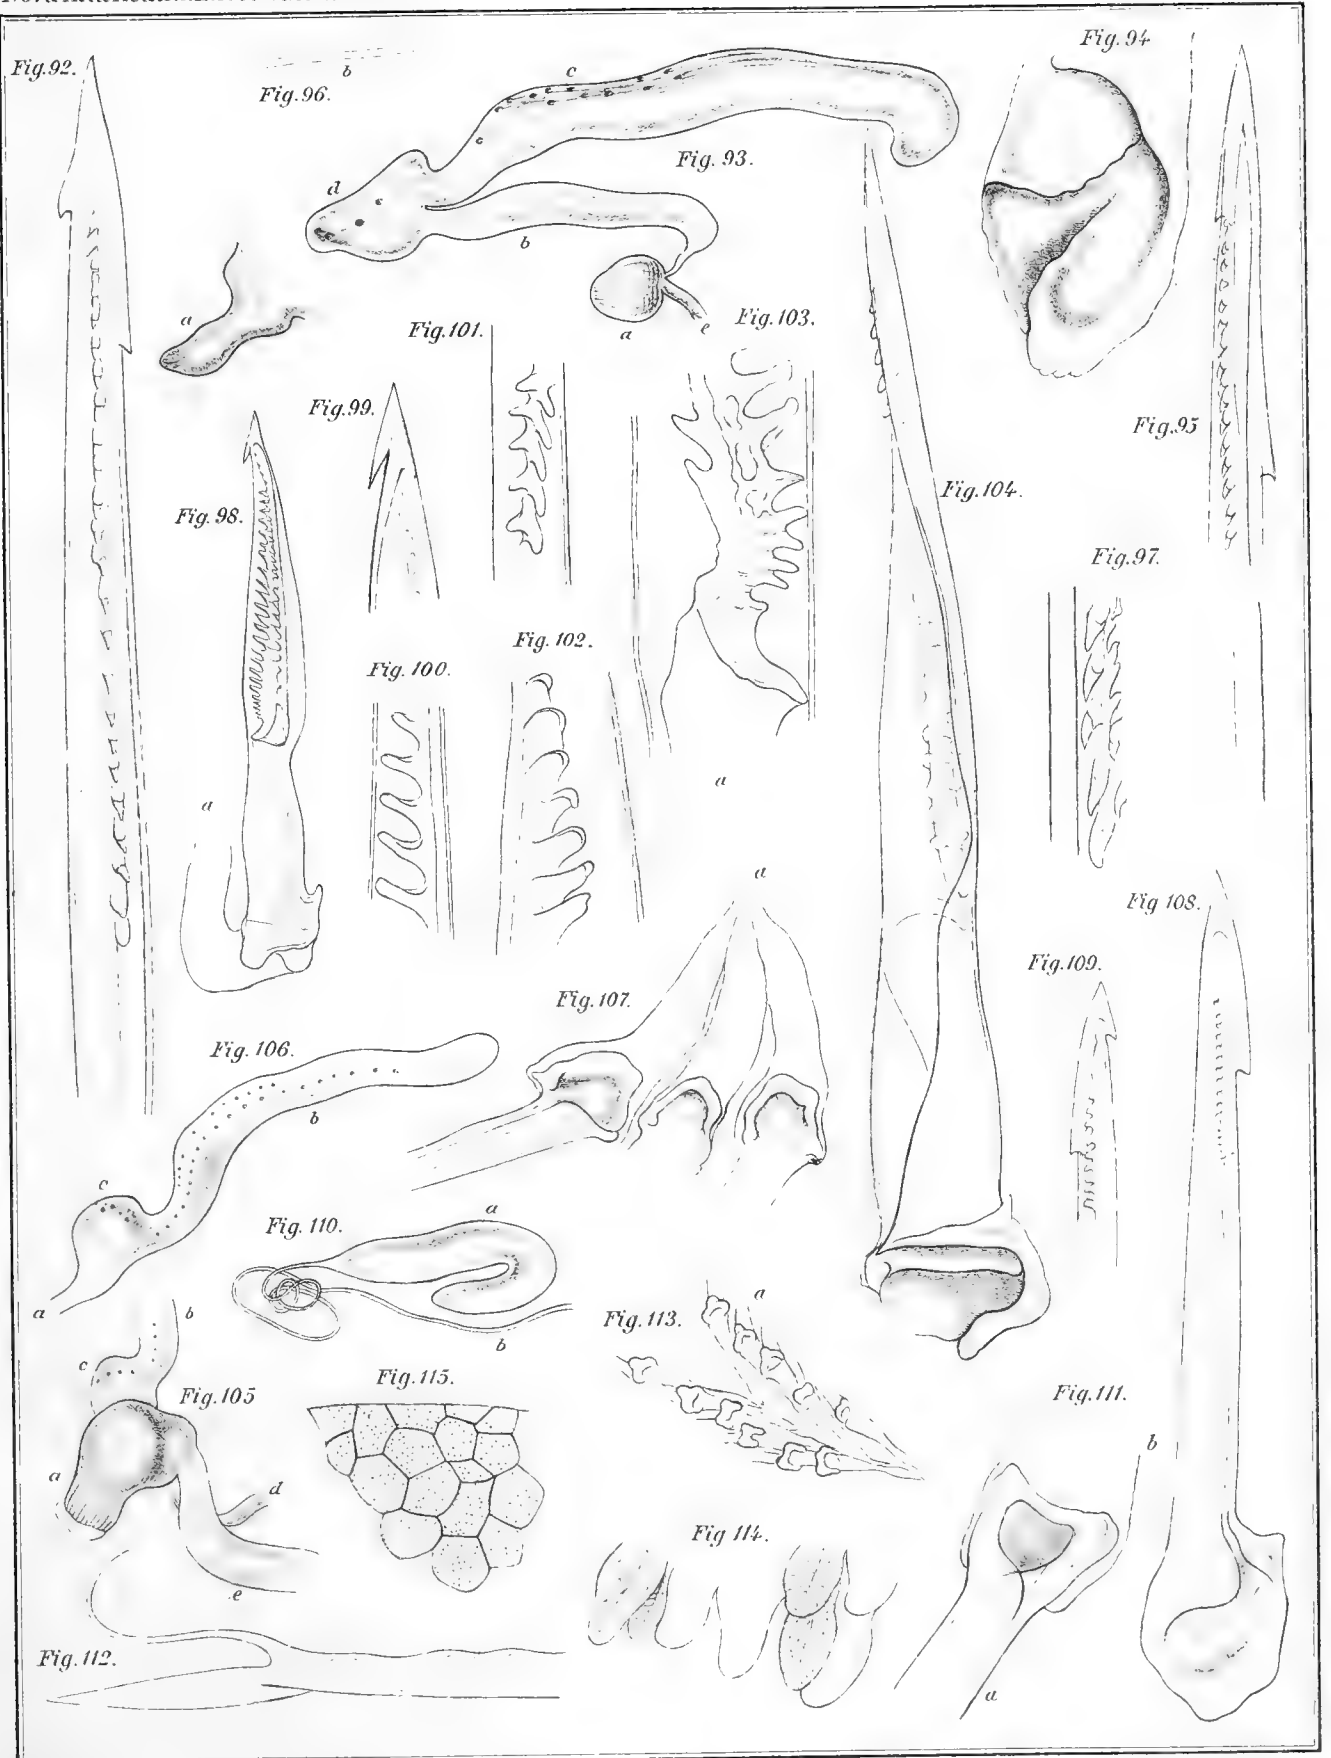 Fig. 92.
b
Fig. 96.
c
Fig. 94
d
Fig. 93.
b
a
a
e
Fig. 103.
Fig. 101.
Fig. 99.
Fig. 95
Fig. 98.
Fig. 104.
Fig. 97.
Fig. 102.
Fig. 100.
a
a
a
Fig 108.
Fig. 109.
Fig. 107.
Fig. 106.
b
c
a
Fig. 110.
a
b
a
b
Fig. 113.
c
Fig. 115.
Fig. 105
Fig. 111.
b
a
d
Fig 114.
e
Fig. 112.
a